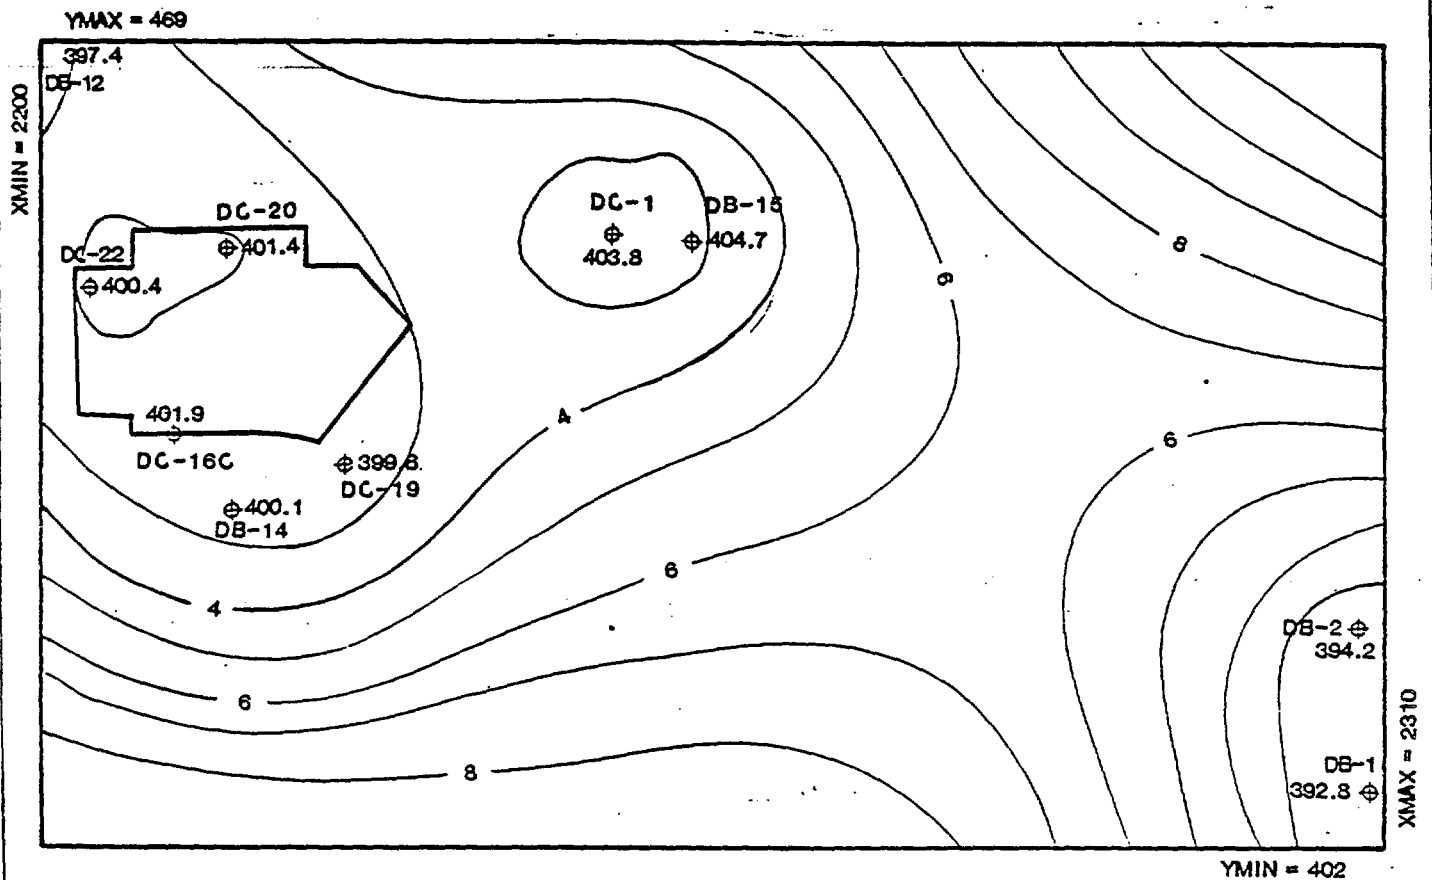 YMAX = 469
397.4
DB-12
XMIN = 2200
DC-20
401.4
DC-22
400.4
DC-1
403.8
DB-15
404.7
8
6
4
6
401.9
DC-16C
399.8
DC-19
400.1
DB-14
6
4
6
8
DB-2
394.2
DB-1
392.8
XMAX = 2310
YMIN = 402